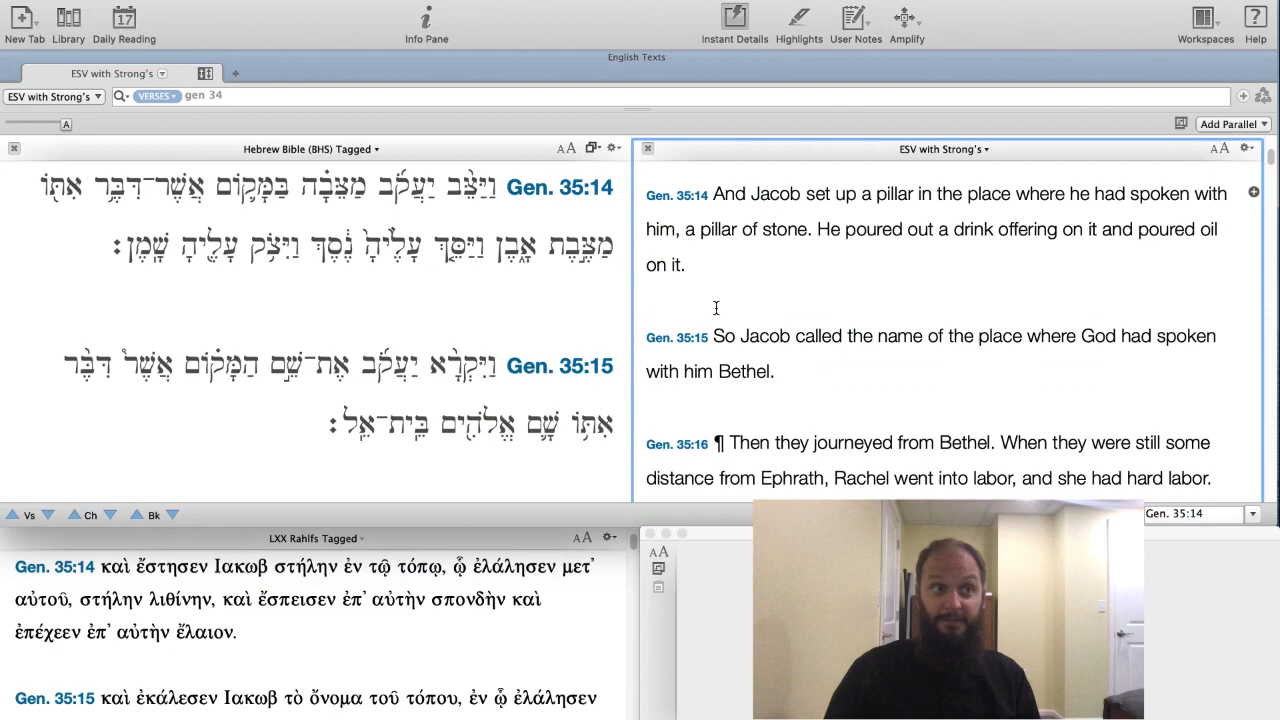 New Tab Library Daily Reading Info Pane Instant Details Highlights User Notes Amplify Workspaces Help
17
English Texts
ESV with Strong's
ESV with Strong's VERSES gen 34
A Add Parallel
Hebrew Bible (BHS) Tagged AA
Gen. 35:14 וַיַּצֵּ֨ב יַעֲקֹ֜ב מַצֵּבָ֗ה בַּמָּק֛וֹם אֲשֶׁר־דִּבֶּ֥ר אִתּ֖וֹ
מַצֶּ֣בֶת אָ֑בֶן וַיַּסֵּ֤ךְ עָלֶ֙יהָ֙ נֶ֔סֶךְ וַיִּצֹ֥ק עָלֶ֖יהָ שָֽׁמֶן׃
Gen. 35:15 וַיִּקְרָ֨א יַעֲקֹ֜ב אֶת־שֵׁ֣ם הַמָּק֗וֹם אֲשֶׁר֩ דִּבֶּ֨ר
אִתּ֥וֹ שָׁ֛ם אֱלֹהִ֖ים בֵּֽית־אֵֽל׃
Vs Ch Bk
ESV with Strong's AA
Gen. 35:14 And Jacob set up a pillar in the place where he had spoken with
him, a pillar of stone. He poured out a drink offering on it and poured oil
on it.
Gen. 35:15 So Jacob called the name of the place where God had spoken
with him Bethel.
Gen. 35:16 ¶ Then they journeyed from Bethel. When they were still some
distance from Ephrath, Rachel went into labor, and she had hard labor.
Gen. 35:14
LXX Rahlfs Tagged AA
Gen. 35:14 καὶ ἔστησεν Ιακωβ στήλην ἐν τῷ τόπῳ, ᾧ ἐλάλησεν μετ᾽
αὐτοῦ, στήλην λιθίνην, καὶ ἔσπεισεν ἐπ᾽ αὐτὴν σπονδὴν καὶ
ἐπέχεεν ἐπ᾽ αὐτὴν ἔλαιον.
Gen. 35:15 καὶ ἐκάλεσεν Ιακωβ τὸ ὄνομα τοῦ τόπου, ἐν ᾧ ἐλάλησεν
AA